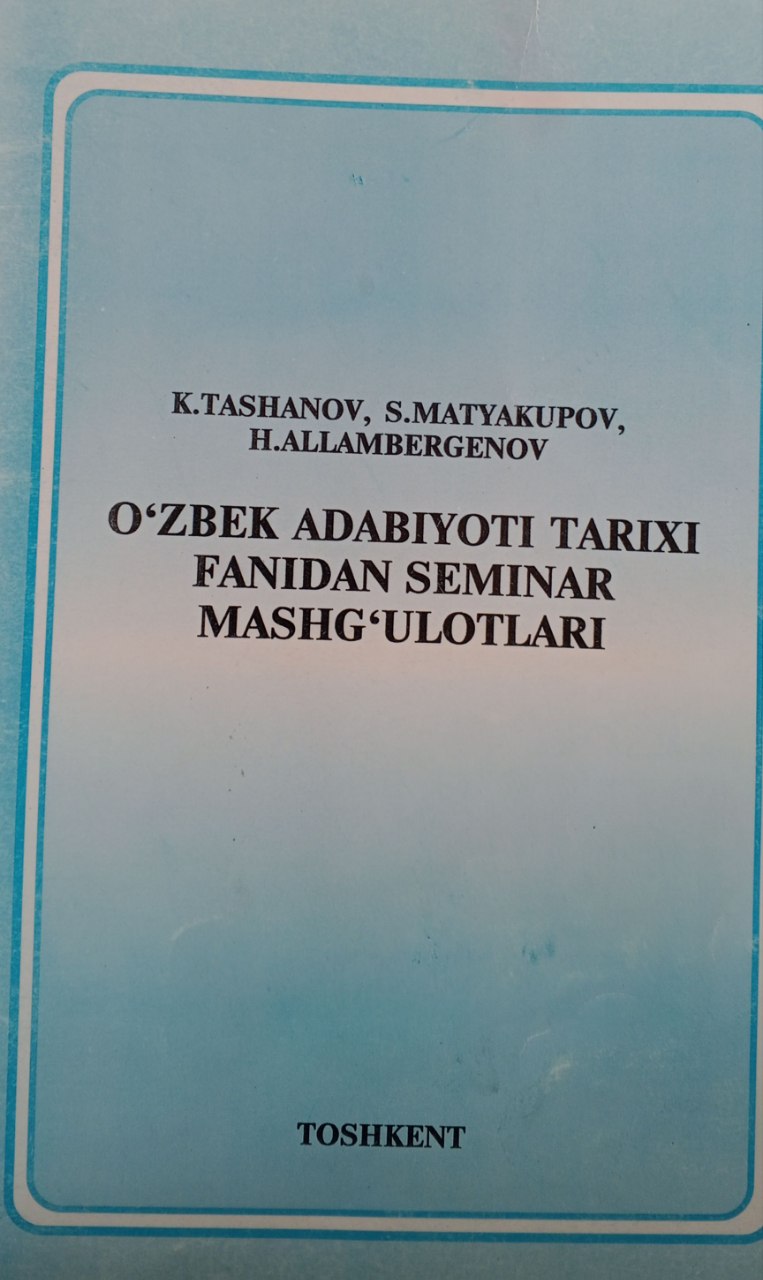 K.TASHANOV, S.MATYAKUPOV,
H.ALLAMBERGENOV
O‘ZBEK ADABIYOTI TARIXI
FANIDAN SEMINAR
MASHG‘ULOTLARI
TOSHKENT